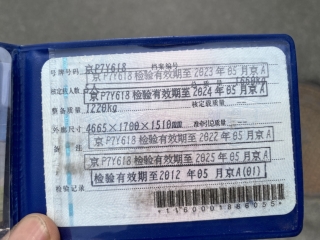 号牌号码 京P7Y618 档案编号
京P7Y618 检验有效期至2023年05月京A
核定载人数
京P7Y618 检验有效期至2024年05月京A
整备质量 1220kg 核定载质量 --
外廓尺寸 4665×1700×1510mm 准牵引总质量 --
京P7Y618 检验有效期至2022年05月京A
京P7Y618 检验有效期至2025年05月京A
检验记录 检验有效期至2012年05月京A(01)